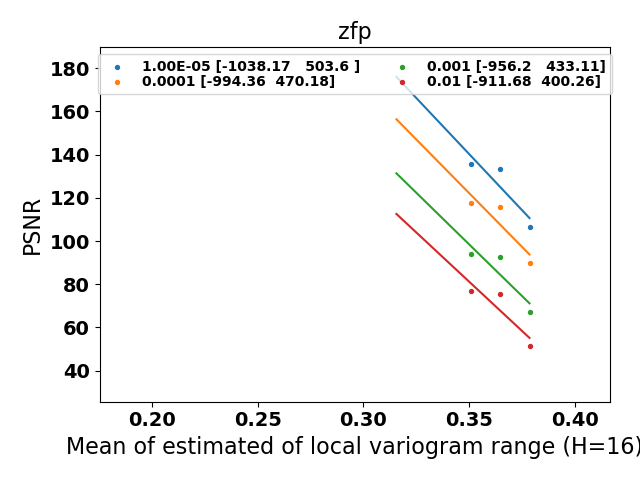 zfp
1.00E-05 [-1038.17   503.6 ]
0.0001 [-994.36  470.18]
0.001 [-956.2   433.11]
0.01 [-911.68  400.26]
PSNR
180
160
140
120
100
80
60
40
0.20 0.25 0.30 0.35 0.40
Mean of estimated of local variogram range (H=16)